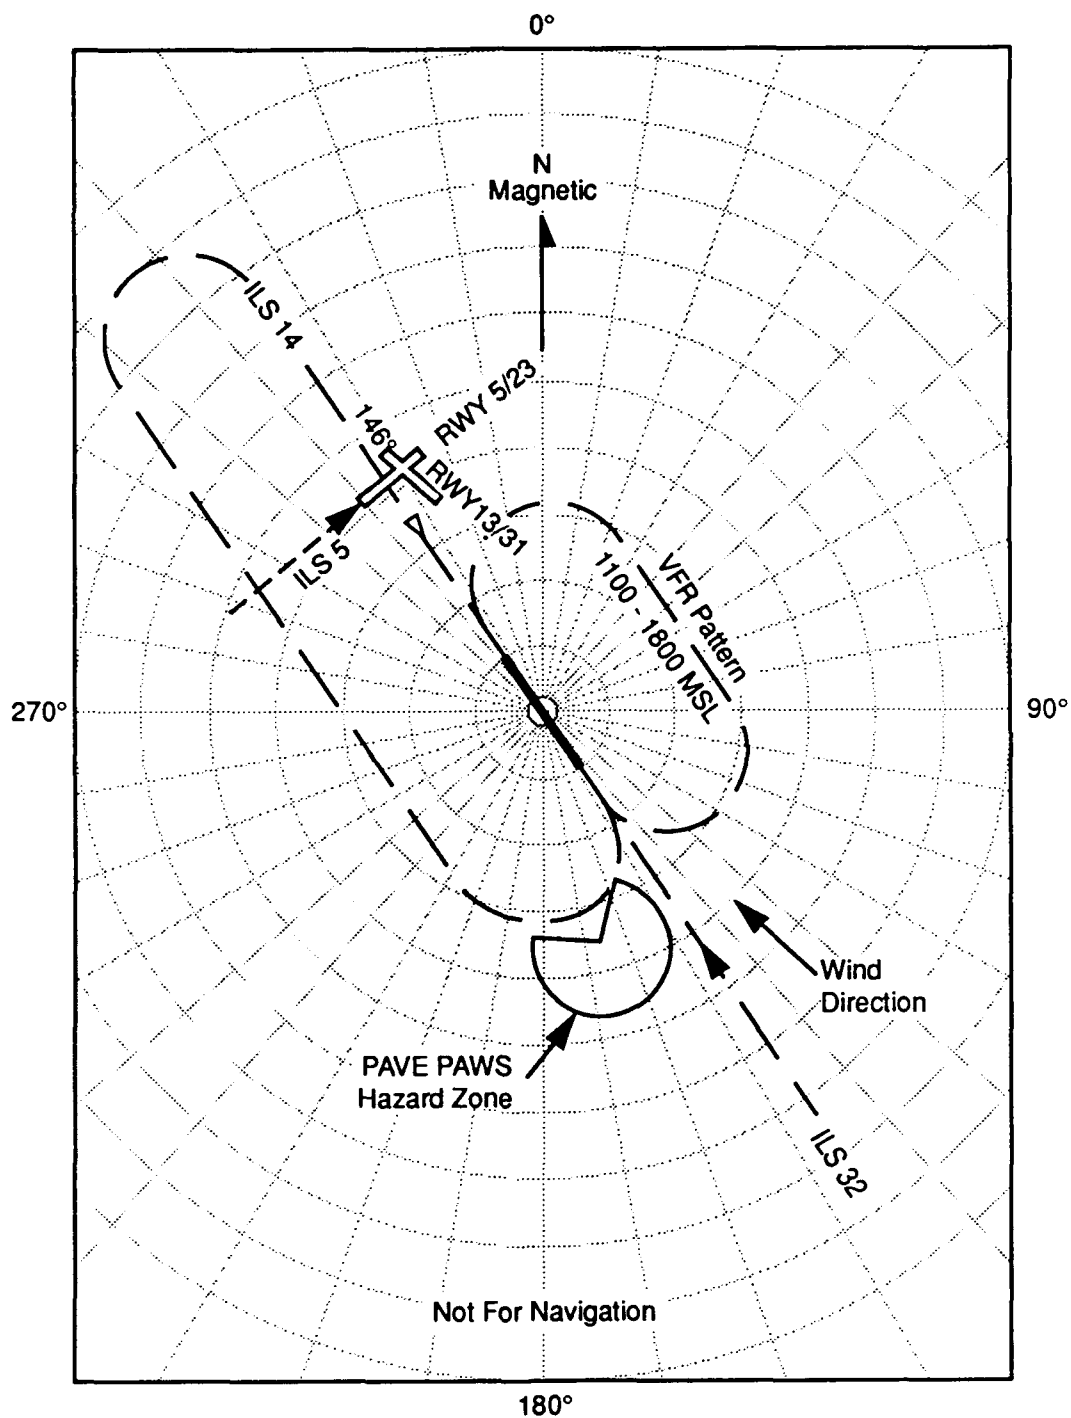 0°
N
Magnetic
ILS 14
146°
RWY 5/23
RWY13/31
ILS 5
VFR Pattern
1100 - 1800 MSL
270°
90°
Wind
Direction
PAVE PAWS
Hazard Zone
ILS 32
Not For Navigation
180°